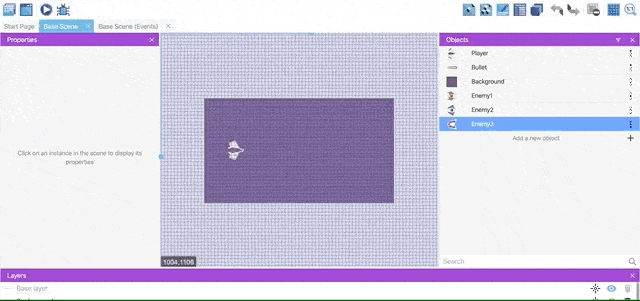 Start Page
Base Scene
Base Scene (Events)
Properties
Objects
Player
Bullet
Background
Enemy1
Enemy2
Enemy3
Add a new object
Click on an instance in the scene to display its
properties
1004;1106
Search
Layers
Base layer